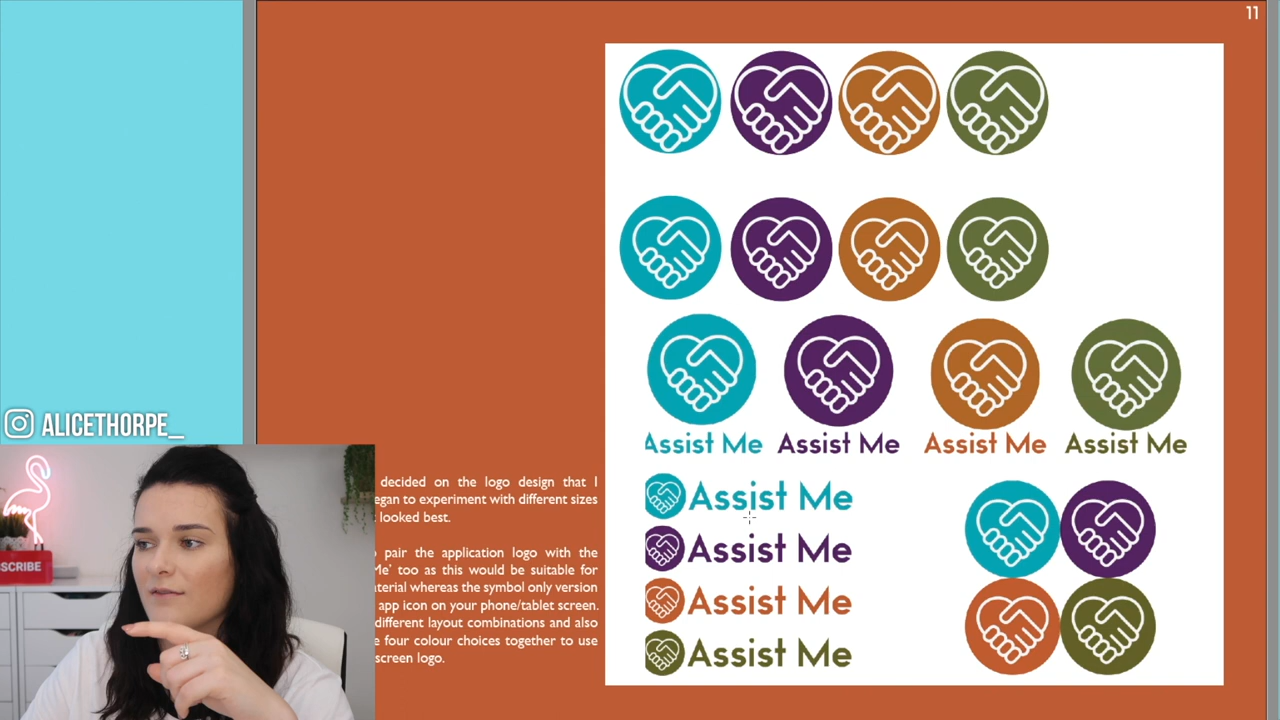 11
ALICETHORPE_
SCRIBE
decided on the logo design that I
egan to experiment with different sizes
looked best.
pair the application logo with the
Me' too as this would be suitable for
terial whereas the symbol only version
app icon on your phone/tablet screen.
different layout combinations and also
e four colour choices together to use
screen logo.
Assist Me
Assist Me
Assist Me
Assist Me
Assist Me
Assist Me
Assist Me
Assist Me